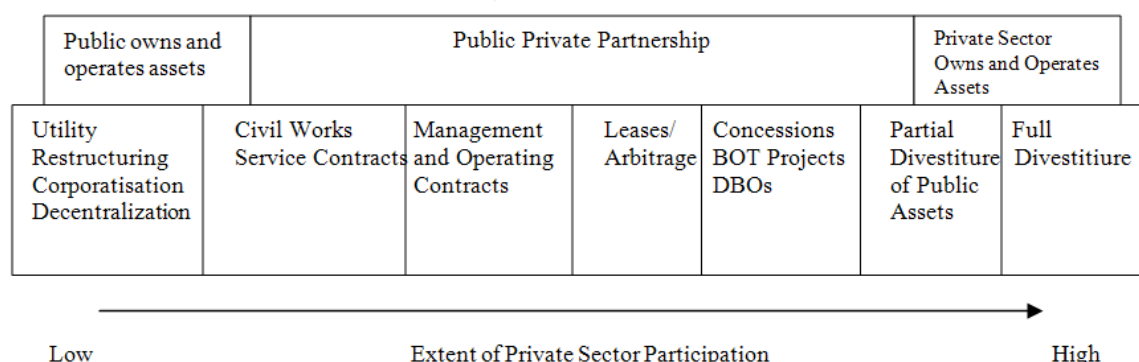 Public owns and
operates assets
Public Private Partnership
Private Sector
Owns and Operates
Assets
Utility
Restructuring
Corporatisation
Decentralization
Civil Works
Service Contracts
Management
and Operating
Contracts
Leases/
Arbitrage
Concessions
BOT Projects
DBOs
Partial
Divestiture
of Public
Assets
Full
Divestitiure
Low
Extent of Private Sector Participation
High